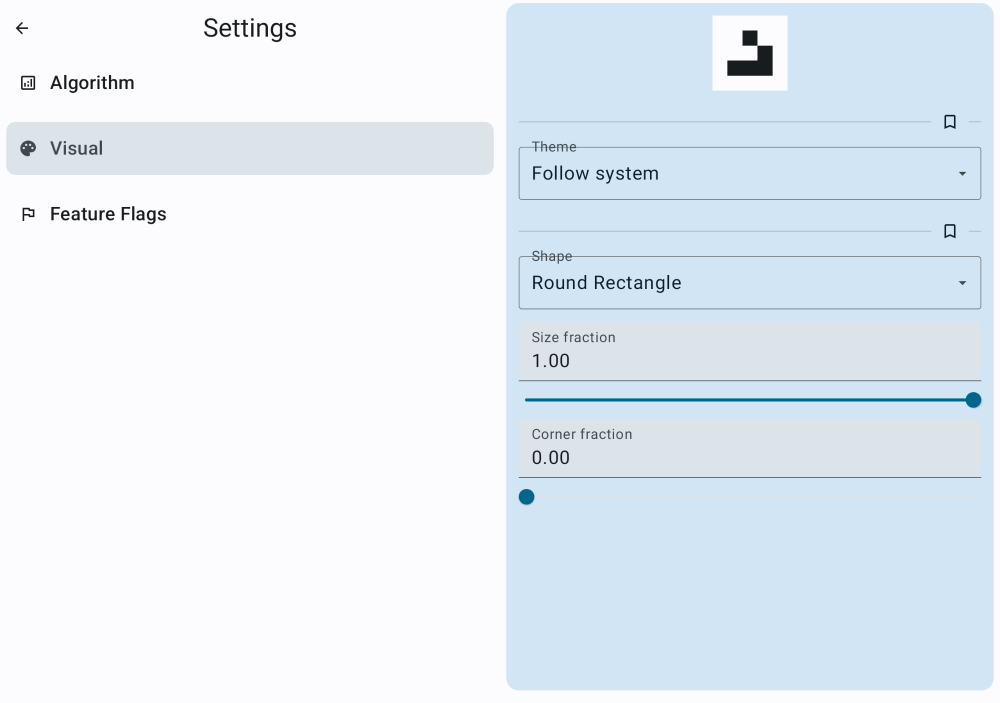 Settings
Algorithm
Visual
Feature Flags
Theme
Follow system
Shape
Round Rectangle
Size fraction
1.00
Corner fraction
0.00